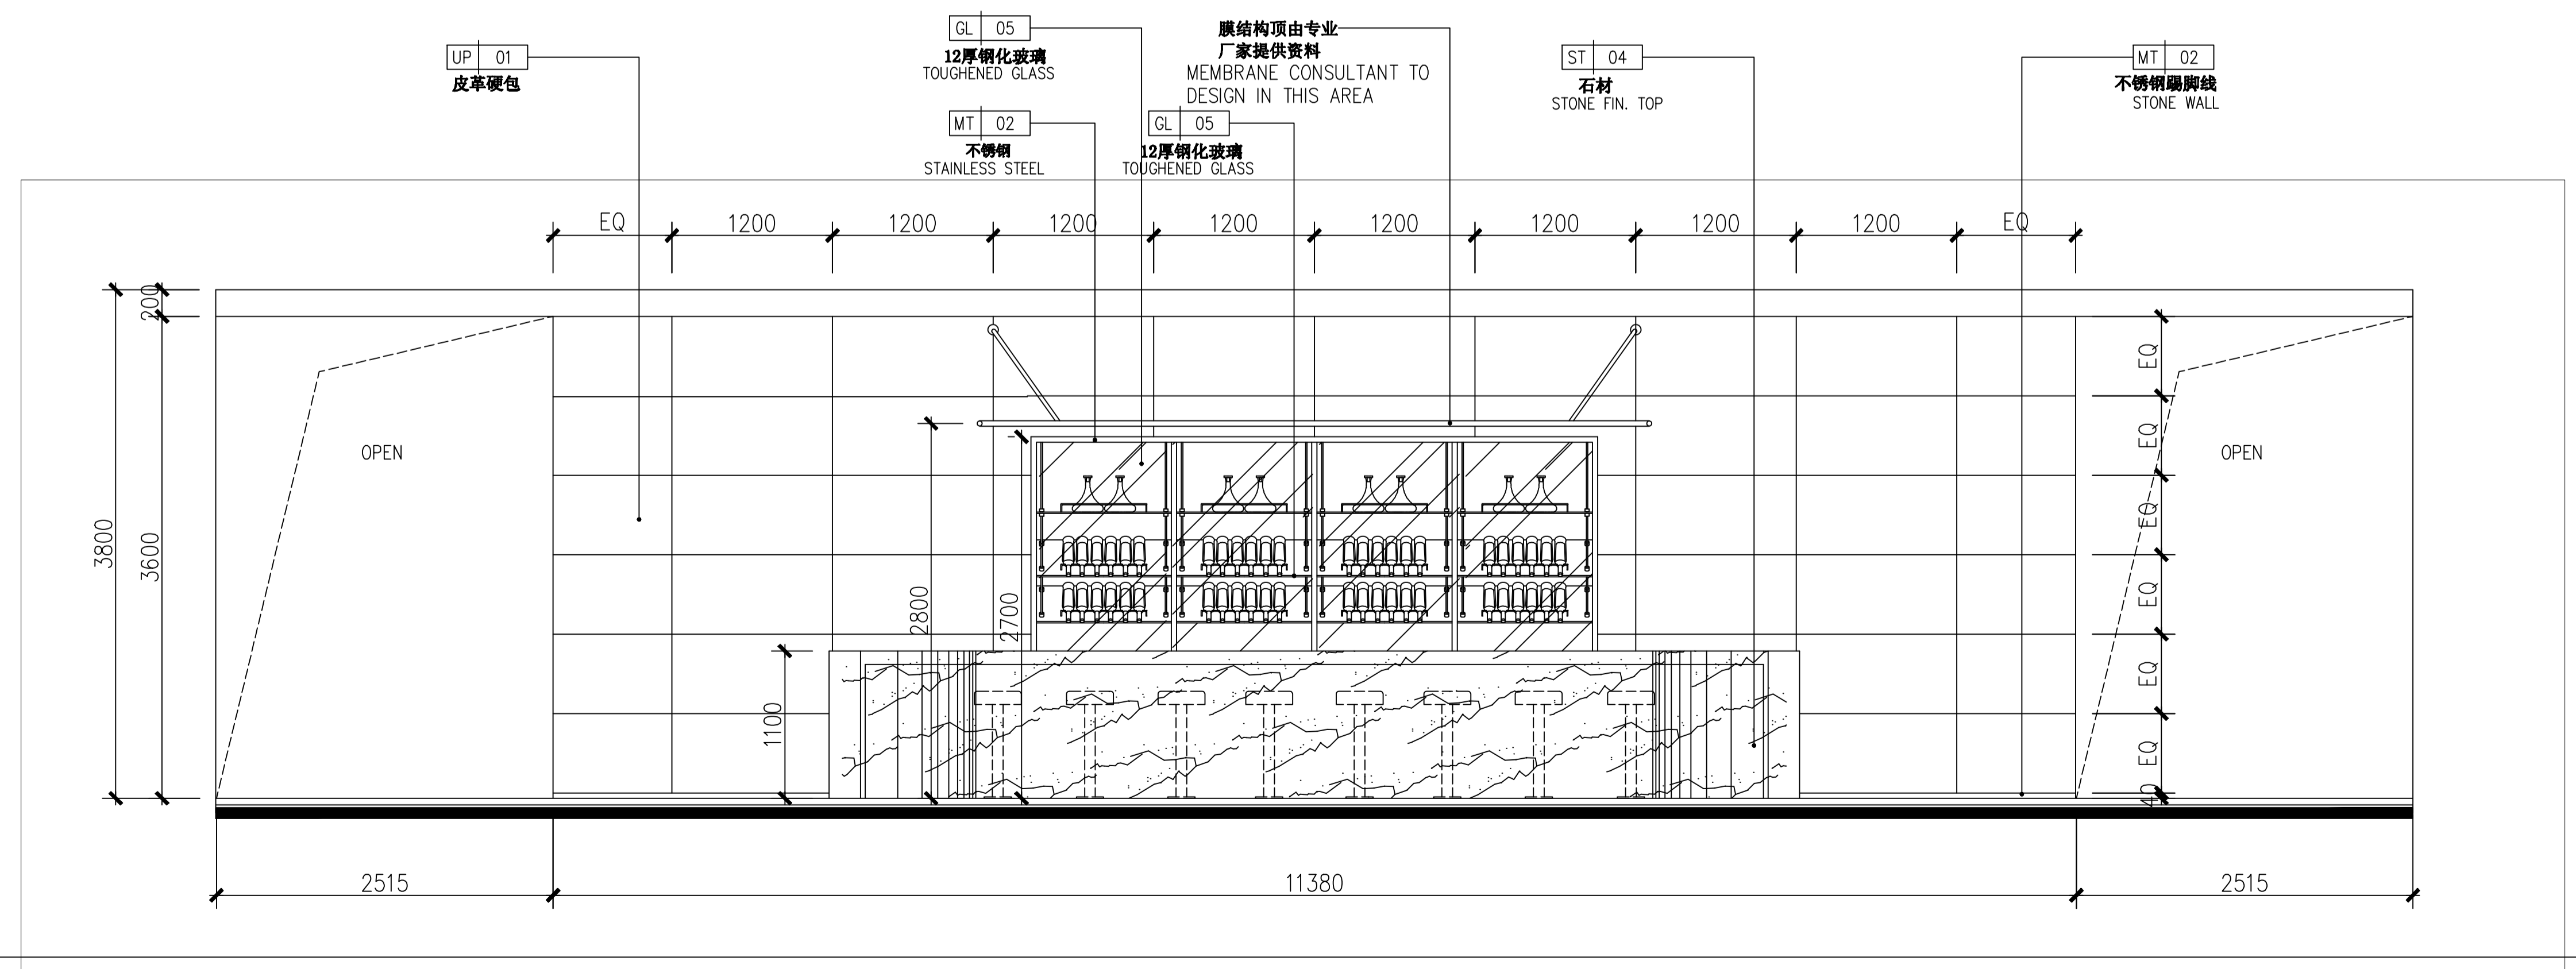 GL 05
12厚钢化玻璃
TOUGHENED GLASS
膜结构顶由专业
厂家提供资料
MEMBRANE CONSULTANT TO
DESIGN IN THIS AREA
UP 01
皮革硬包
ST 04
石材
STONE FIN. TOP
MT 02
不锈钢踢脚线
STONE WALL
MT 02
不锈钢
STAINLESS STEEL
GL 05
12厚钢化玻璃
TOUGHENED GLASS
EQ 1200 1200 1200 1200 1200 1200 1200 1200 EQ
200
3800
3600
OPEN
2800
2700
1100
EQ
EQ
EQ
EQ
EQ
EQ
40
OPEN
2515 11380 2515